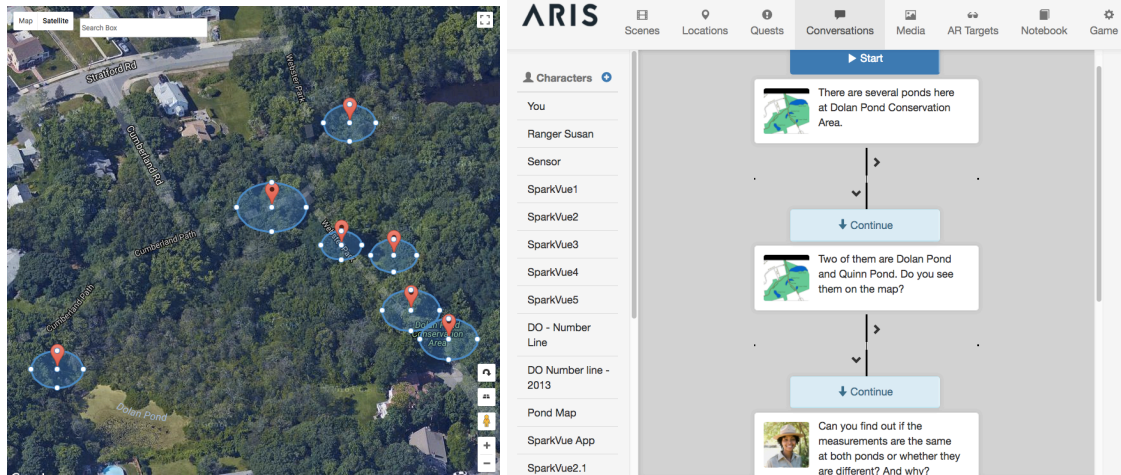 Map
Satellite
Search Box
Stratford Rd
Webster Park
Cumberland Rd
Webster Park
Cumberland Path
Cumberland Path
Dolan Pond
Conservation
Area
Dolan Pond
ARIS
Scenes
Locations
Quests
Conversations
Media
AR Targets
Notebook
Game
Characters
You
Ranger Susan
Sensor
SparkVue1
SparkVue2
SparkVue3
SparkVue4
SparkVue5
DO - Number
Line
DO Number line -
2013
Pond Map
SparkVue App
SparkVue2.1
Start
There are several ponds here
at Dolan Pond Conservation
Area.
Continue
Two of them are Dolan Pond
and Quinn Pond. Do you see
them on the map?
Continue
Can you find out if the
measurements are the same
at both ponds or whether they
are different? And why?